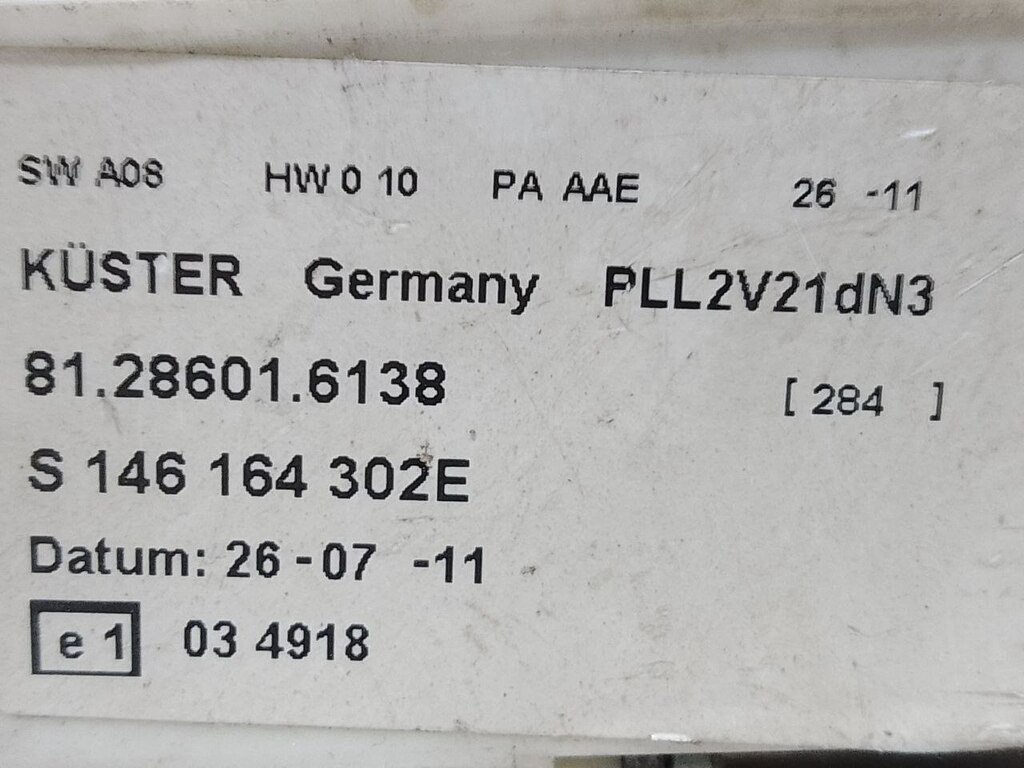 SW A08 HW 0 10 PA AAE 26 -11
KÜSTER Germany PLL2V21dN3
81.28601.6138 [ 284 ]
S 146 164 302E
Datum: 26 - 07 -11
e 1 03 4918